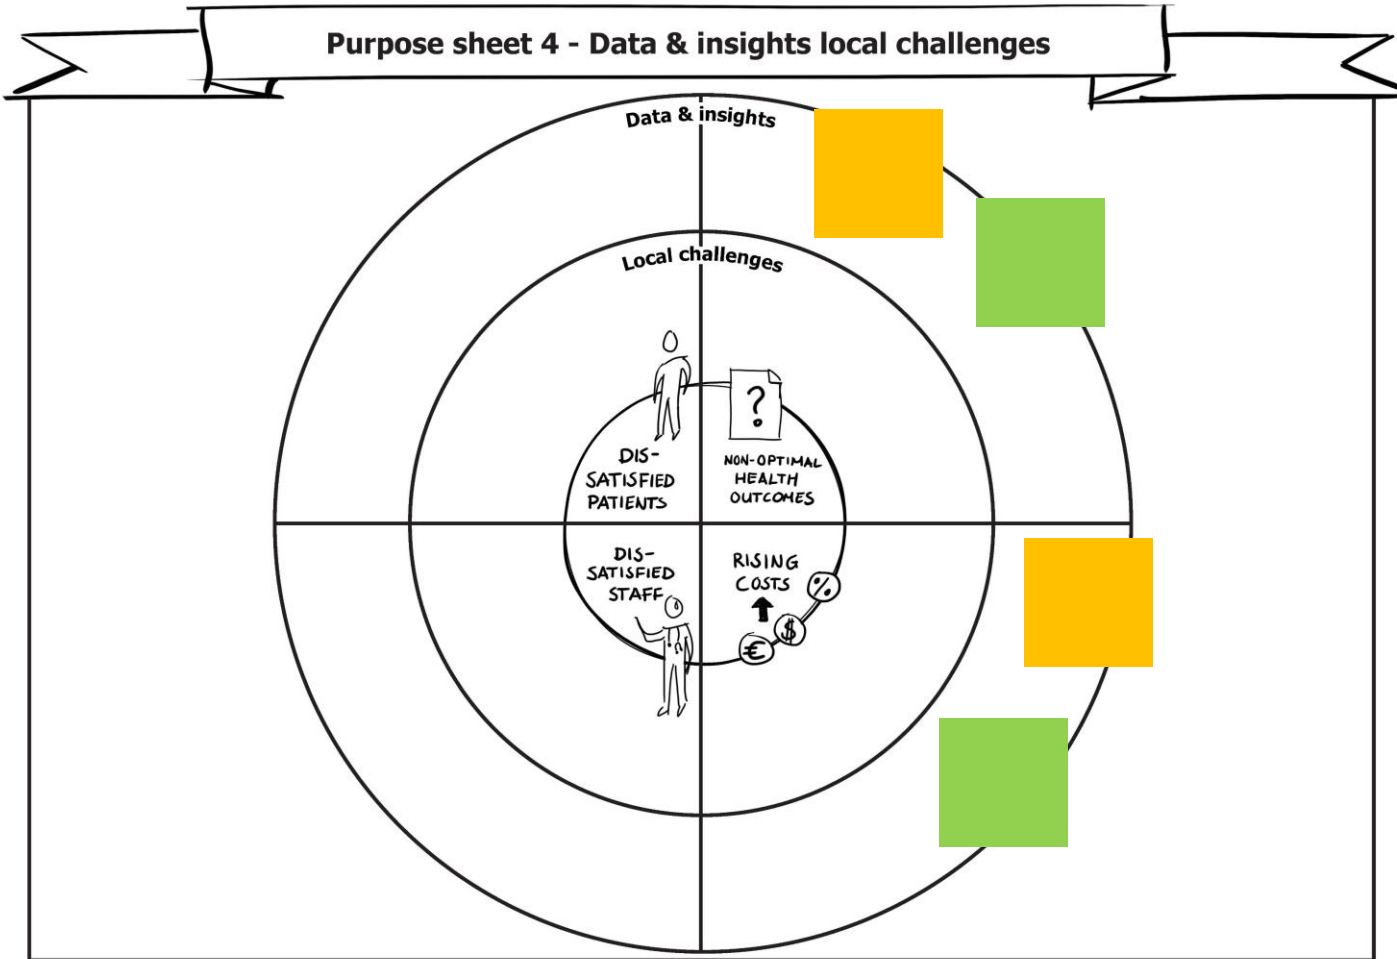 Purpose sheet 4 - Data & insights local challenges
Data & insights
Local challenges
?
DIS-
SATISFIED
PATIENTS
NON-OPTIMAL
HEALTH
OUTCOMES
DIS-
SATISFIED
STAFF
RISING
COSTS
%
$
€